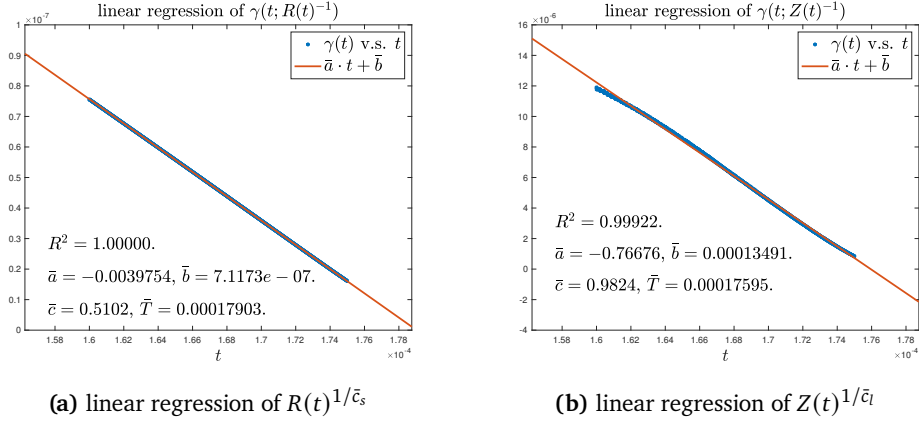 linear regression of γ(t; R(t)⁻¹)
×10⁻⁷
γ(t) v.s. t
ā · t + b̄
1
0.9
0.8
0.7
0.6
0.5
0.4
0.3
0.2
0.1
0
R² = 1.00000.
ā = −0.0039754, b̄ = 7.1173e − 07.
c̄ = 0.5102, T̄ = 0.00017903.
1.58 1.6 1.62 1.64 1.66 1.68 1.7 1.72 1.74 1.76 1.78
t
×10⁻⁴
(a) linear regression of R(t)^{1/c̄_s}
linear regression of γ(t; Z(t)⁻¹)
×10⁻⁶
γ(t) v.s. t
ā · t + b̄
16
14
12
10
8
6
4
2
0
-2
-4
R² = 0.99922.
ā = −0.76676, b̄ = 0.00013491.
c̄ = 0.9824, T̄ = 0.00017595.
1.58 1.6 1.62 1.64 1.66 1.68 1.7 1.72 1.74 1.76 1.78
t
×10⁻⁴
(b) linear regression of Z(t)^{1/c̄_l}